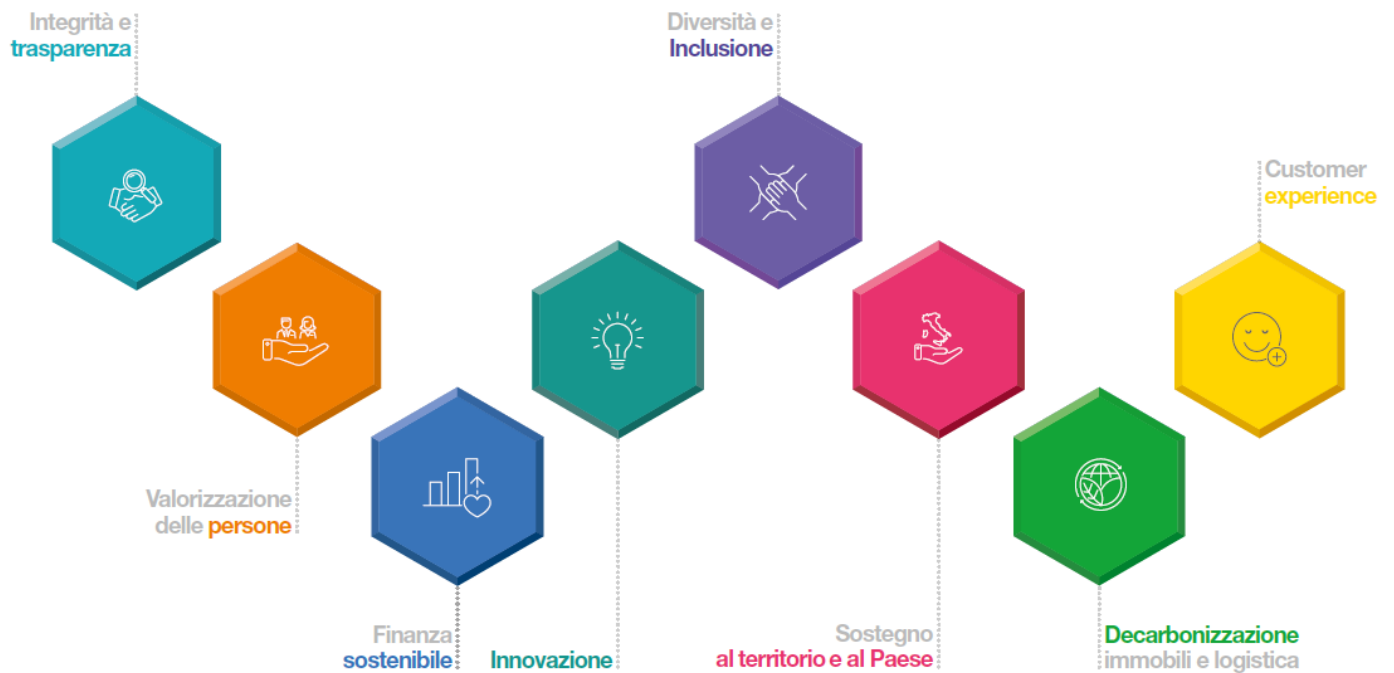 Integrità e
trasparenza
Diversità e
Inclusione
Customer
experience
Valorizzazione
delle persone
Finanza
sostenibile
Innovazione
Sostegno
al territorio e al Paese
Decarbonizzazione
immobili e logistica